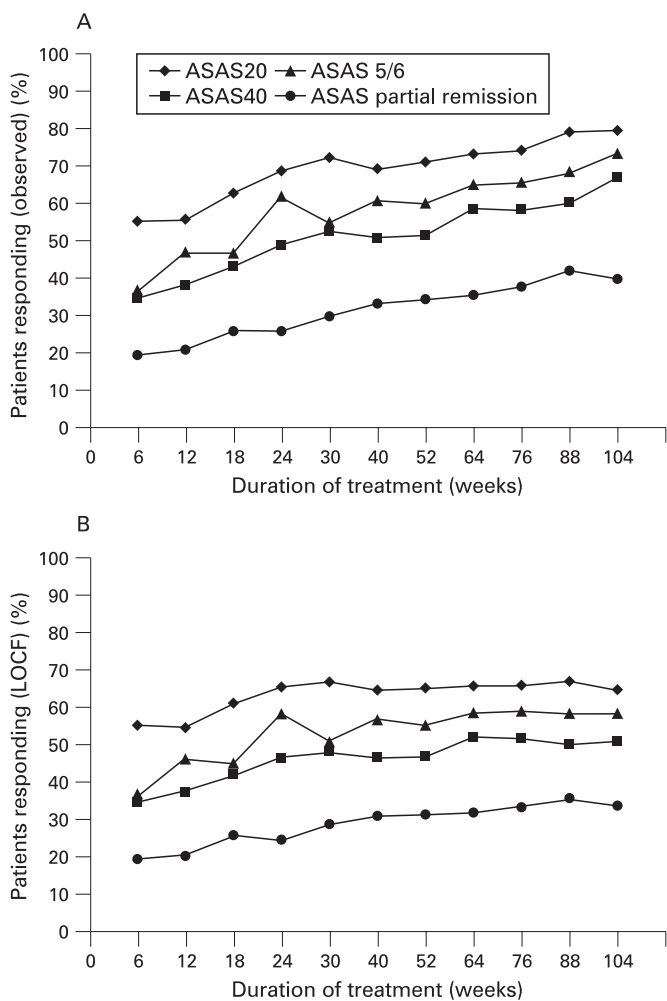 A
100
90
80
70
60
50
40
30
20
10
0
Patients responding (observed) (%)
ASAS20 ASAS 5/6
ASAS40 ASAS partial remission
0 6 12 18 24 30 40 52 64 76 88 104
Duration of treatment (weeks)
B
100
90
80
70
60
50
40
30
20
10
0
Patients responding (LOCF) (%)
0 6 12 18 24 30 40 52 64 76 88 104
Duration of treatment (weeks)